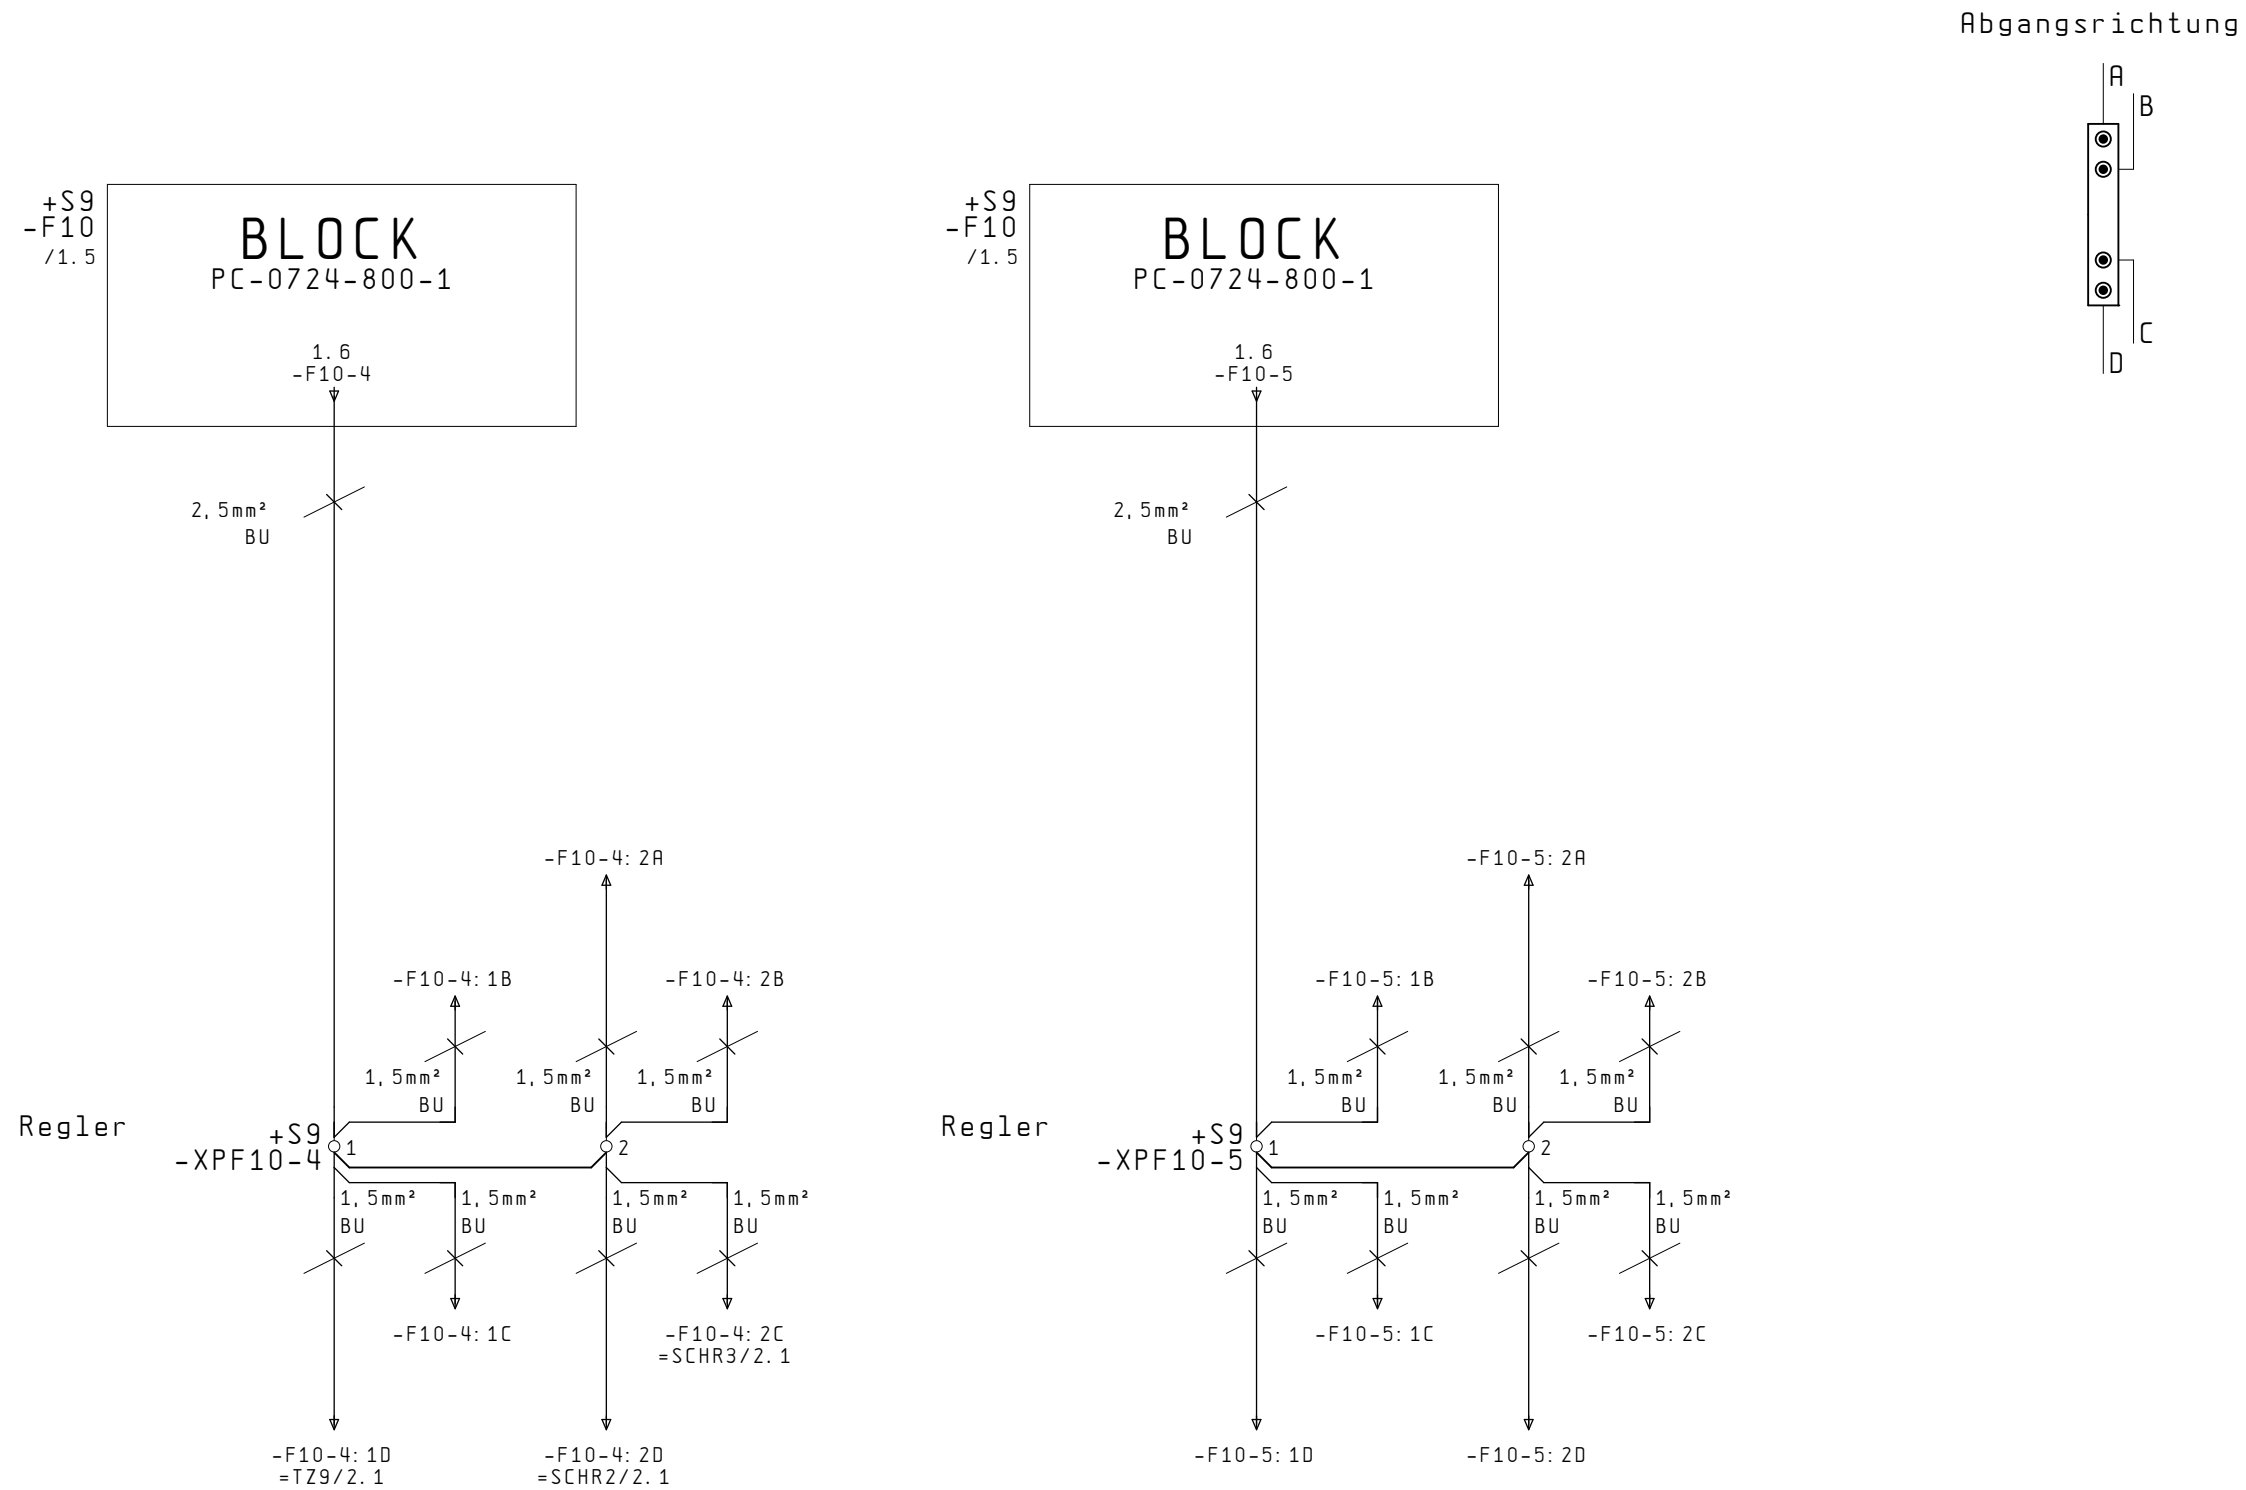 Abgangsrichtung
A
B
C
D
+S9
-F10
/1.5
BLOCK
PC-0724-800-1
1.6
-F10-4
2,5mm²
BU
-F10-4:2A
-F10-4:1B
-F10-4:2B
1,5mm²
BU
1,5mm²
BU
1,5mm²
BU
Regler
+S9
-XPF10-4
1
2
1,5mm²
BU
1,5mm²
BU
1,5mm²
BU
1,5mm²
BU
-F10-4:1C
-F10-4:2C
=SCHR3/2.1
-F10-4:1D
=TZ9/2.1
-F10-4:2D
=SCHR2/2.1
+S9
-F10
/1.5
BLOCK
PC-0724-800-1
1.6
-F10-5
2,5mm²
BU
-F10-5:2A
-F10-5:1B
-F10-5:2B
1,5mm²
BU
1,5mm²
BU
1,5mm²
BU
Regler
+S9
-XPF10-5
1
2
1,5mm²
BU
1,5mm²
BU
1,5mm²
BU
1,5mm²
BU
-F10-5:1C
-F10-5:2C
-F10-5:1D
-F10-5:2D